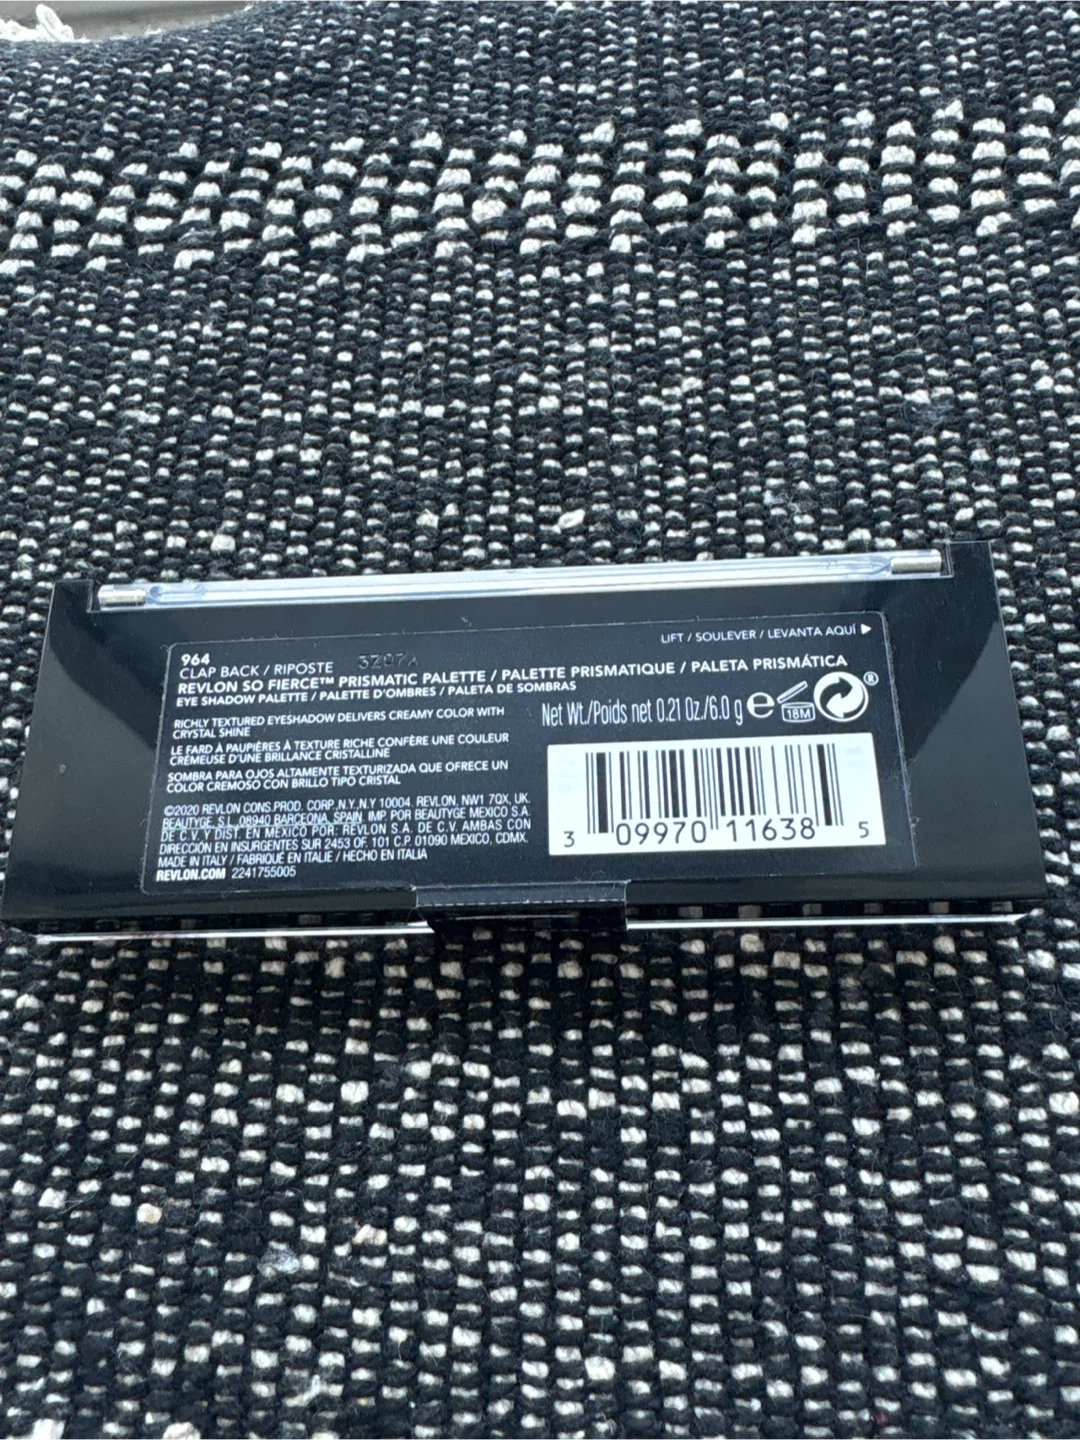 LIFT / SOULEVER / LEVANTA AQUÍ
964
CLAP BACK / RIPOSTE
REVLON SO FIERCE™ PRISMATIC PALETTE / PALETTE PRISMATIQUE / PALETA PRISMÁTICA
EYE SHADOW PALETTE / PALETTE D'OMBRES / PALETA DE SOMBRAS
RICHLY TEXTURED EYESHADOW DELIVERS CREAMY COLOR WITH
CRYSTAL SHINE
LE FARD À PAUPIÈRES À TEXTURE RICHE CONFÈRE UNE COULEUR
CRÉMEUSE D'UNE BRILLANCE CRISTALLINE
SOMBRA PARA OJOS ALTAMENTE TEXTURIZADA QUE OFRECE UN
COLOR CREMOSO CON BRILLO TIPO CRISTAL
©2020 REVLON CONS.PROD. CORP.,N.Y.,N.Y 10004. REVLON, NW1 7QX, UK.
BEAUTYGE, S.L.,08940 BARCEONA, SPAIN. IMP. POR BEAUTYGE MEXICO S.A.
DE C.V. Y DIST. EN MÉXICO POR: REVLON S.A. DE C.V. AMBAS CON
DIRECCIÓN EN INSURGENTES SUR 2453 OF. 101 C.P. 01090 MEXICO, CDMX.
MADE IN ITALY / FABRIQUÉ EN ITALIE / HECHO EN ITALIA
REVLON.COM 2241755005
Net Wt./Poids net 0.21 Oz./6.0 g e 18M ®
3 09970 11638 5